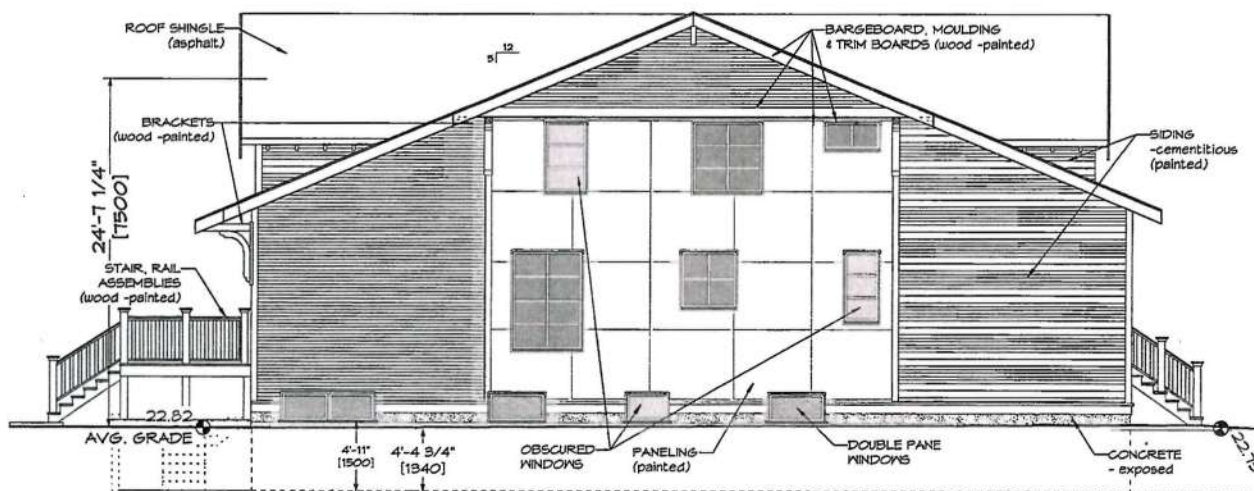 ROOF SHINGLE
(asphalt)
12
5
BARGEBOARD, MOULDING
& TRIM BOARDS (wood -painted)
BRACKETS
(wood -painted)
SIDING
-cementitious
(painted)
24'-7 1/4"
[7500]
STAIR, RAIL
ASSEMBLIES
(wood -painted)
22.82
AVG. GRADE
4'-11"
[1500]
4'-4 3/4"
[1340]
OBSCURED
WINDOWS
PANELING
(painted)
DOUBLE PANE
WINDOWS
CONCRETE
- exposed